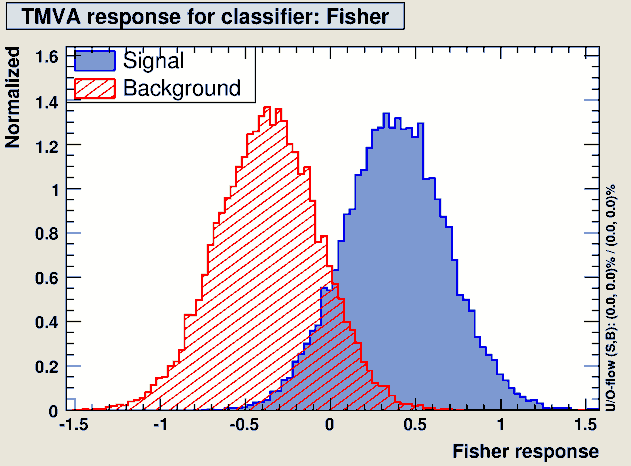 TMVA response for classifier: Fisher
Normalized
1.6
1.4
1.2
1
0.8
0.6
0.4
0.2
0
Signal
Background
-1.5
-1
-0.5
0
0.5
1
1.5
Fisher response
U/O-flow (S,B): (0.0, 0.0)% / (0.0, 0.0)%